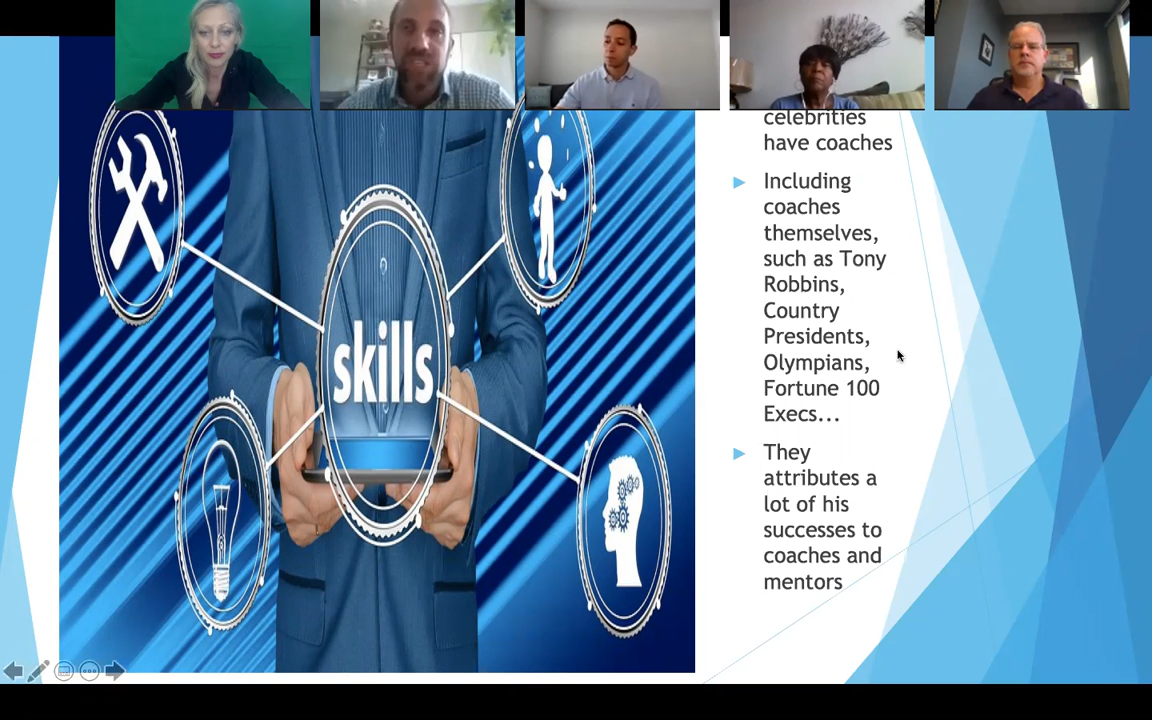 skills
celebrities
have coaches
Including
coaches
themselves,
such as Tony
Robbins,
Country
Presidents,
Olympians,
Fortune 100
Execs...
They
attributes a
lot of his
successes to
coaches and
mentors